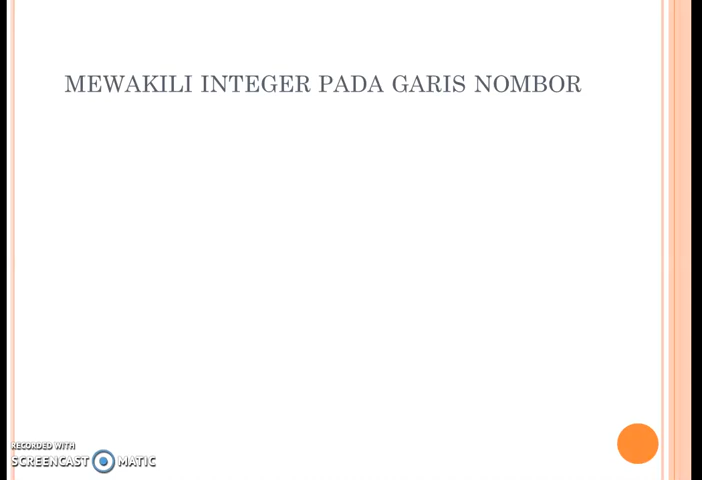 MEWAKILI INTEGER PADA GARIS NOMBOR
RECORDED WITH
SCREENCAST MATIC